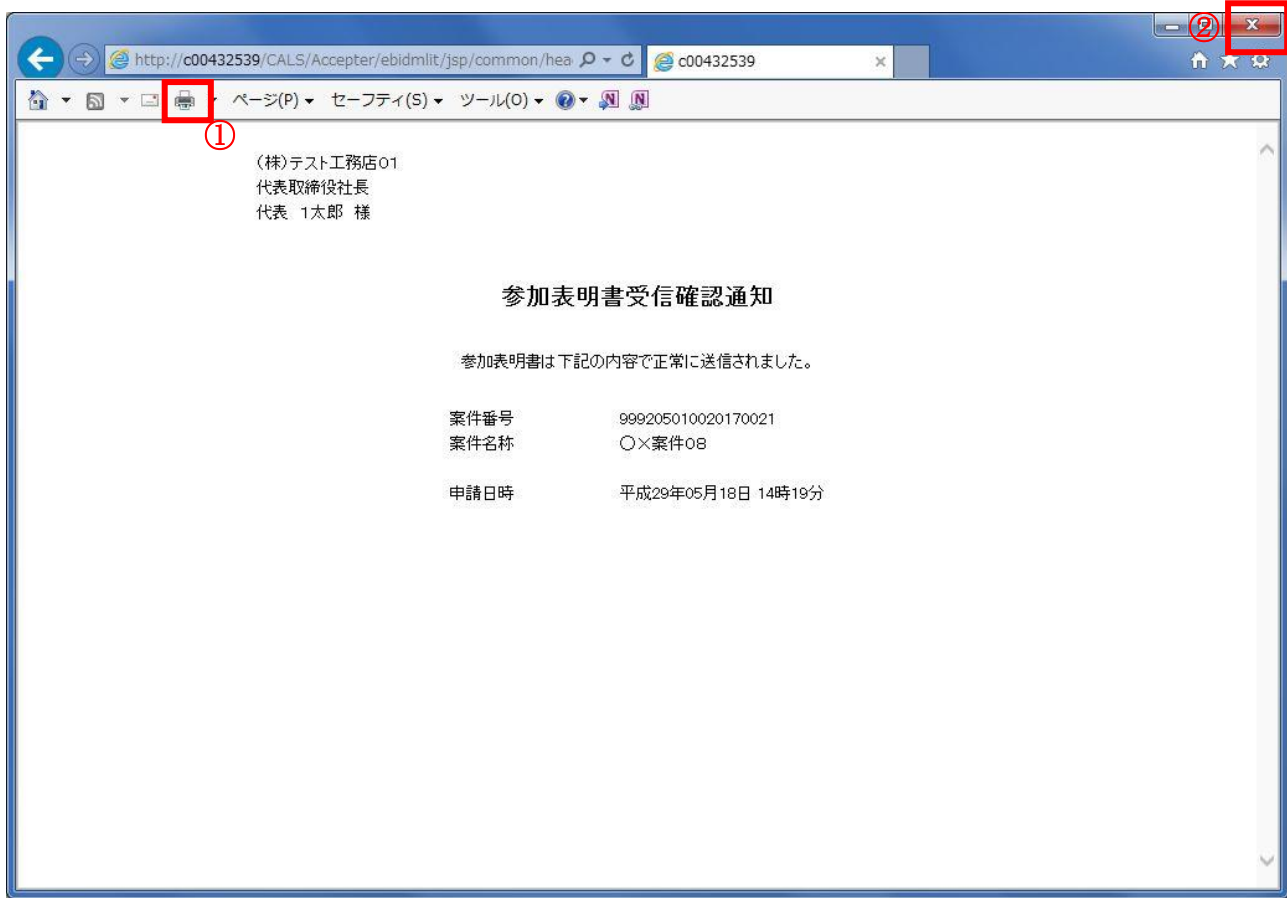 ②
http://c00432539/CALS/Accepter/ebidmlit/jsp/common/hea
c00432539
ページ(P) セーフティ(S) ツール(O)
①
(株)テスト工務店01
代表取締役社長
代表 1太郎 様
参加表明書受信確認通知
参加表明書は下記の内容で正常に送信されました。
案件番号 999205010020170021
案件名称 〇×案件08
申請日時 平成29年05月18日 14時19分